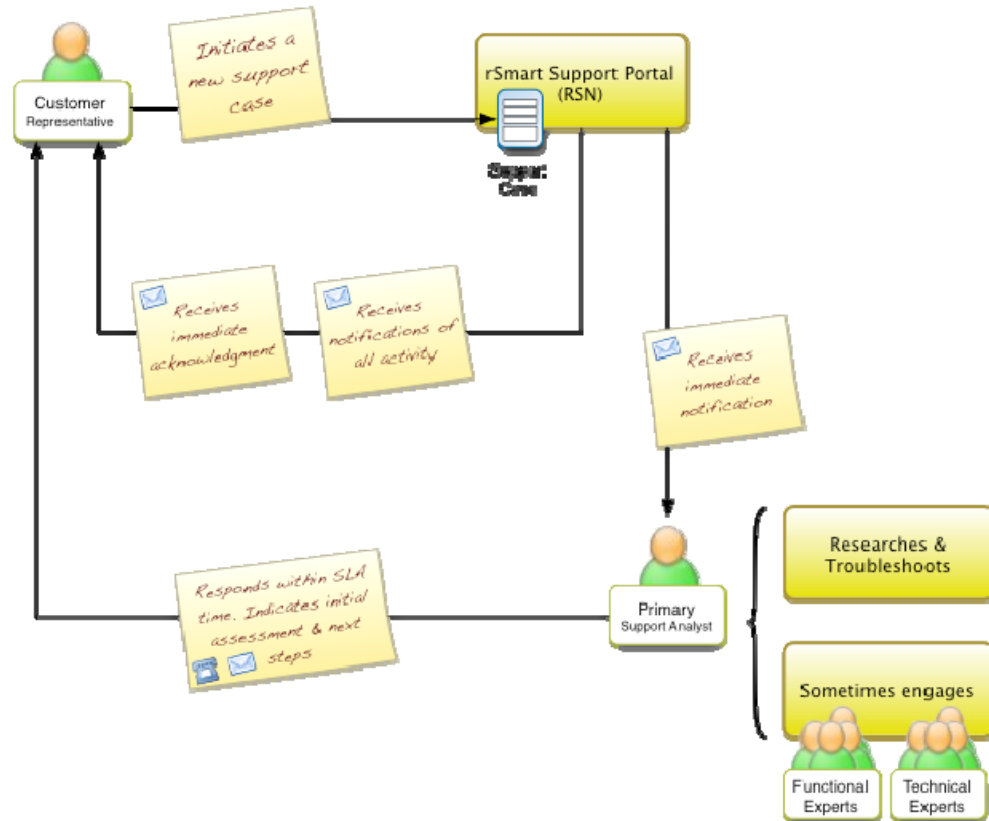 Initiates a
new support
case
rSmart Support Portal
(RSN)
Customer
Representative
Case
Receives
immediate
acknowledgment
Receives
notifications of
all activity
Receives
immediate
notification
Researches &
Troubleshoots
Responds within SLA
time. Indicates initial
assessment & next
steps
Primary
Support Analyst
Sometimes engages
Functional
Experts
Technical
Experts